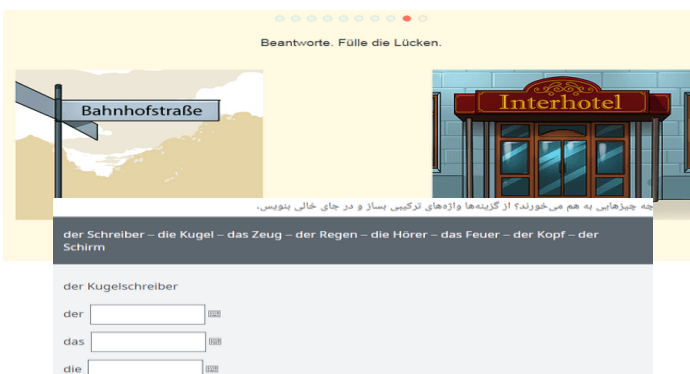 Beantworte. Fülle die Lücken.
Bahnhofstraße
Interhotel
چه چیزهایی به هم می‌خورند؟ از گزینه‌ها واژه‌های ترکیبی بساز و در جای خالی بنویس.
der Schreiber – die Kugel – das Zeug – der Regen – die Hörer – das Feuer – der Kopf – der
Schirm
der Kugelschreiber
der
das
die